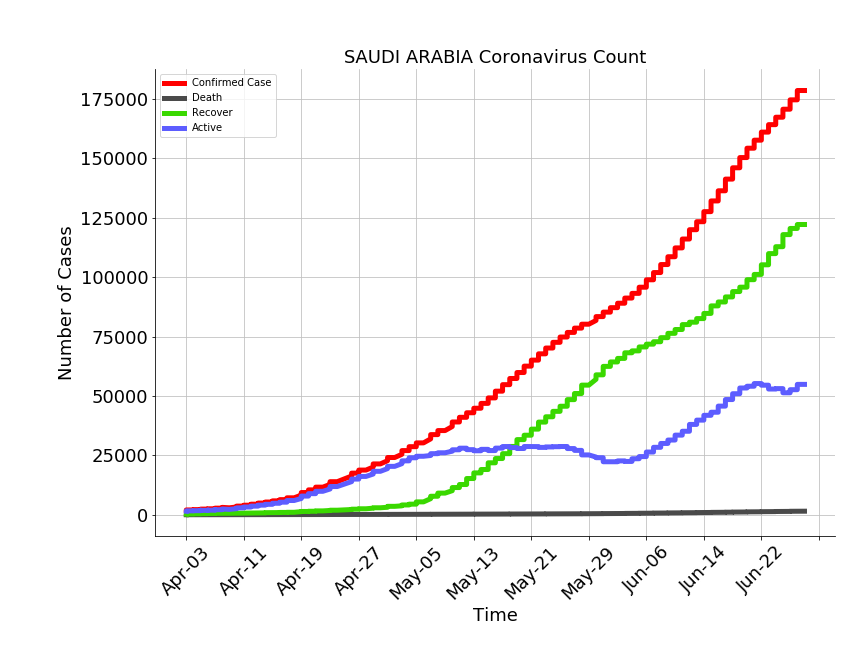 SAUDI ARABIA Coronavirus Count
Confirmed Case
Death
Recover
Active
Number of Cases
175000
150000
125000
100000
75000
50000
25000
0
Apr-03
Apr-11
Apr-19
Apr-27
May-05
May-13
May-21
May-29
Jun-06
Jun-14
Jun-22
Time